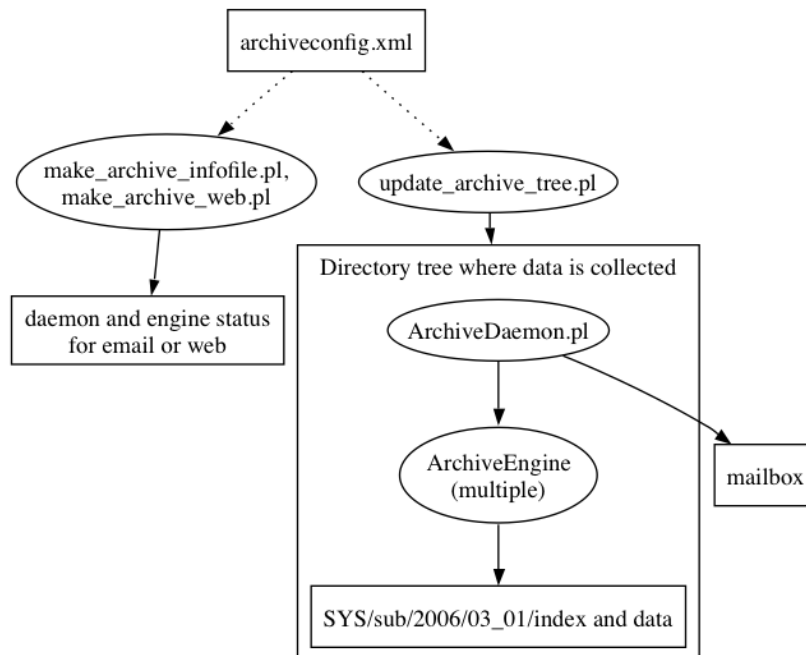 archiveconfig.xml
make_archive_infofile.pl,
make_archive_web.pl
update_archive_tree.pl
Directory tree where data is collected
daemon and engine status
for email or web
ArchiveDaemon.pl
ArchiveEngine
(multiple)
mailbox
SYS/sub/2006/03_01/index and data